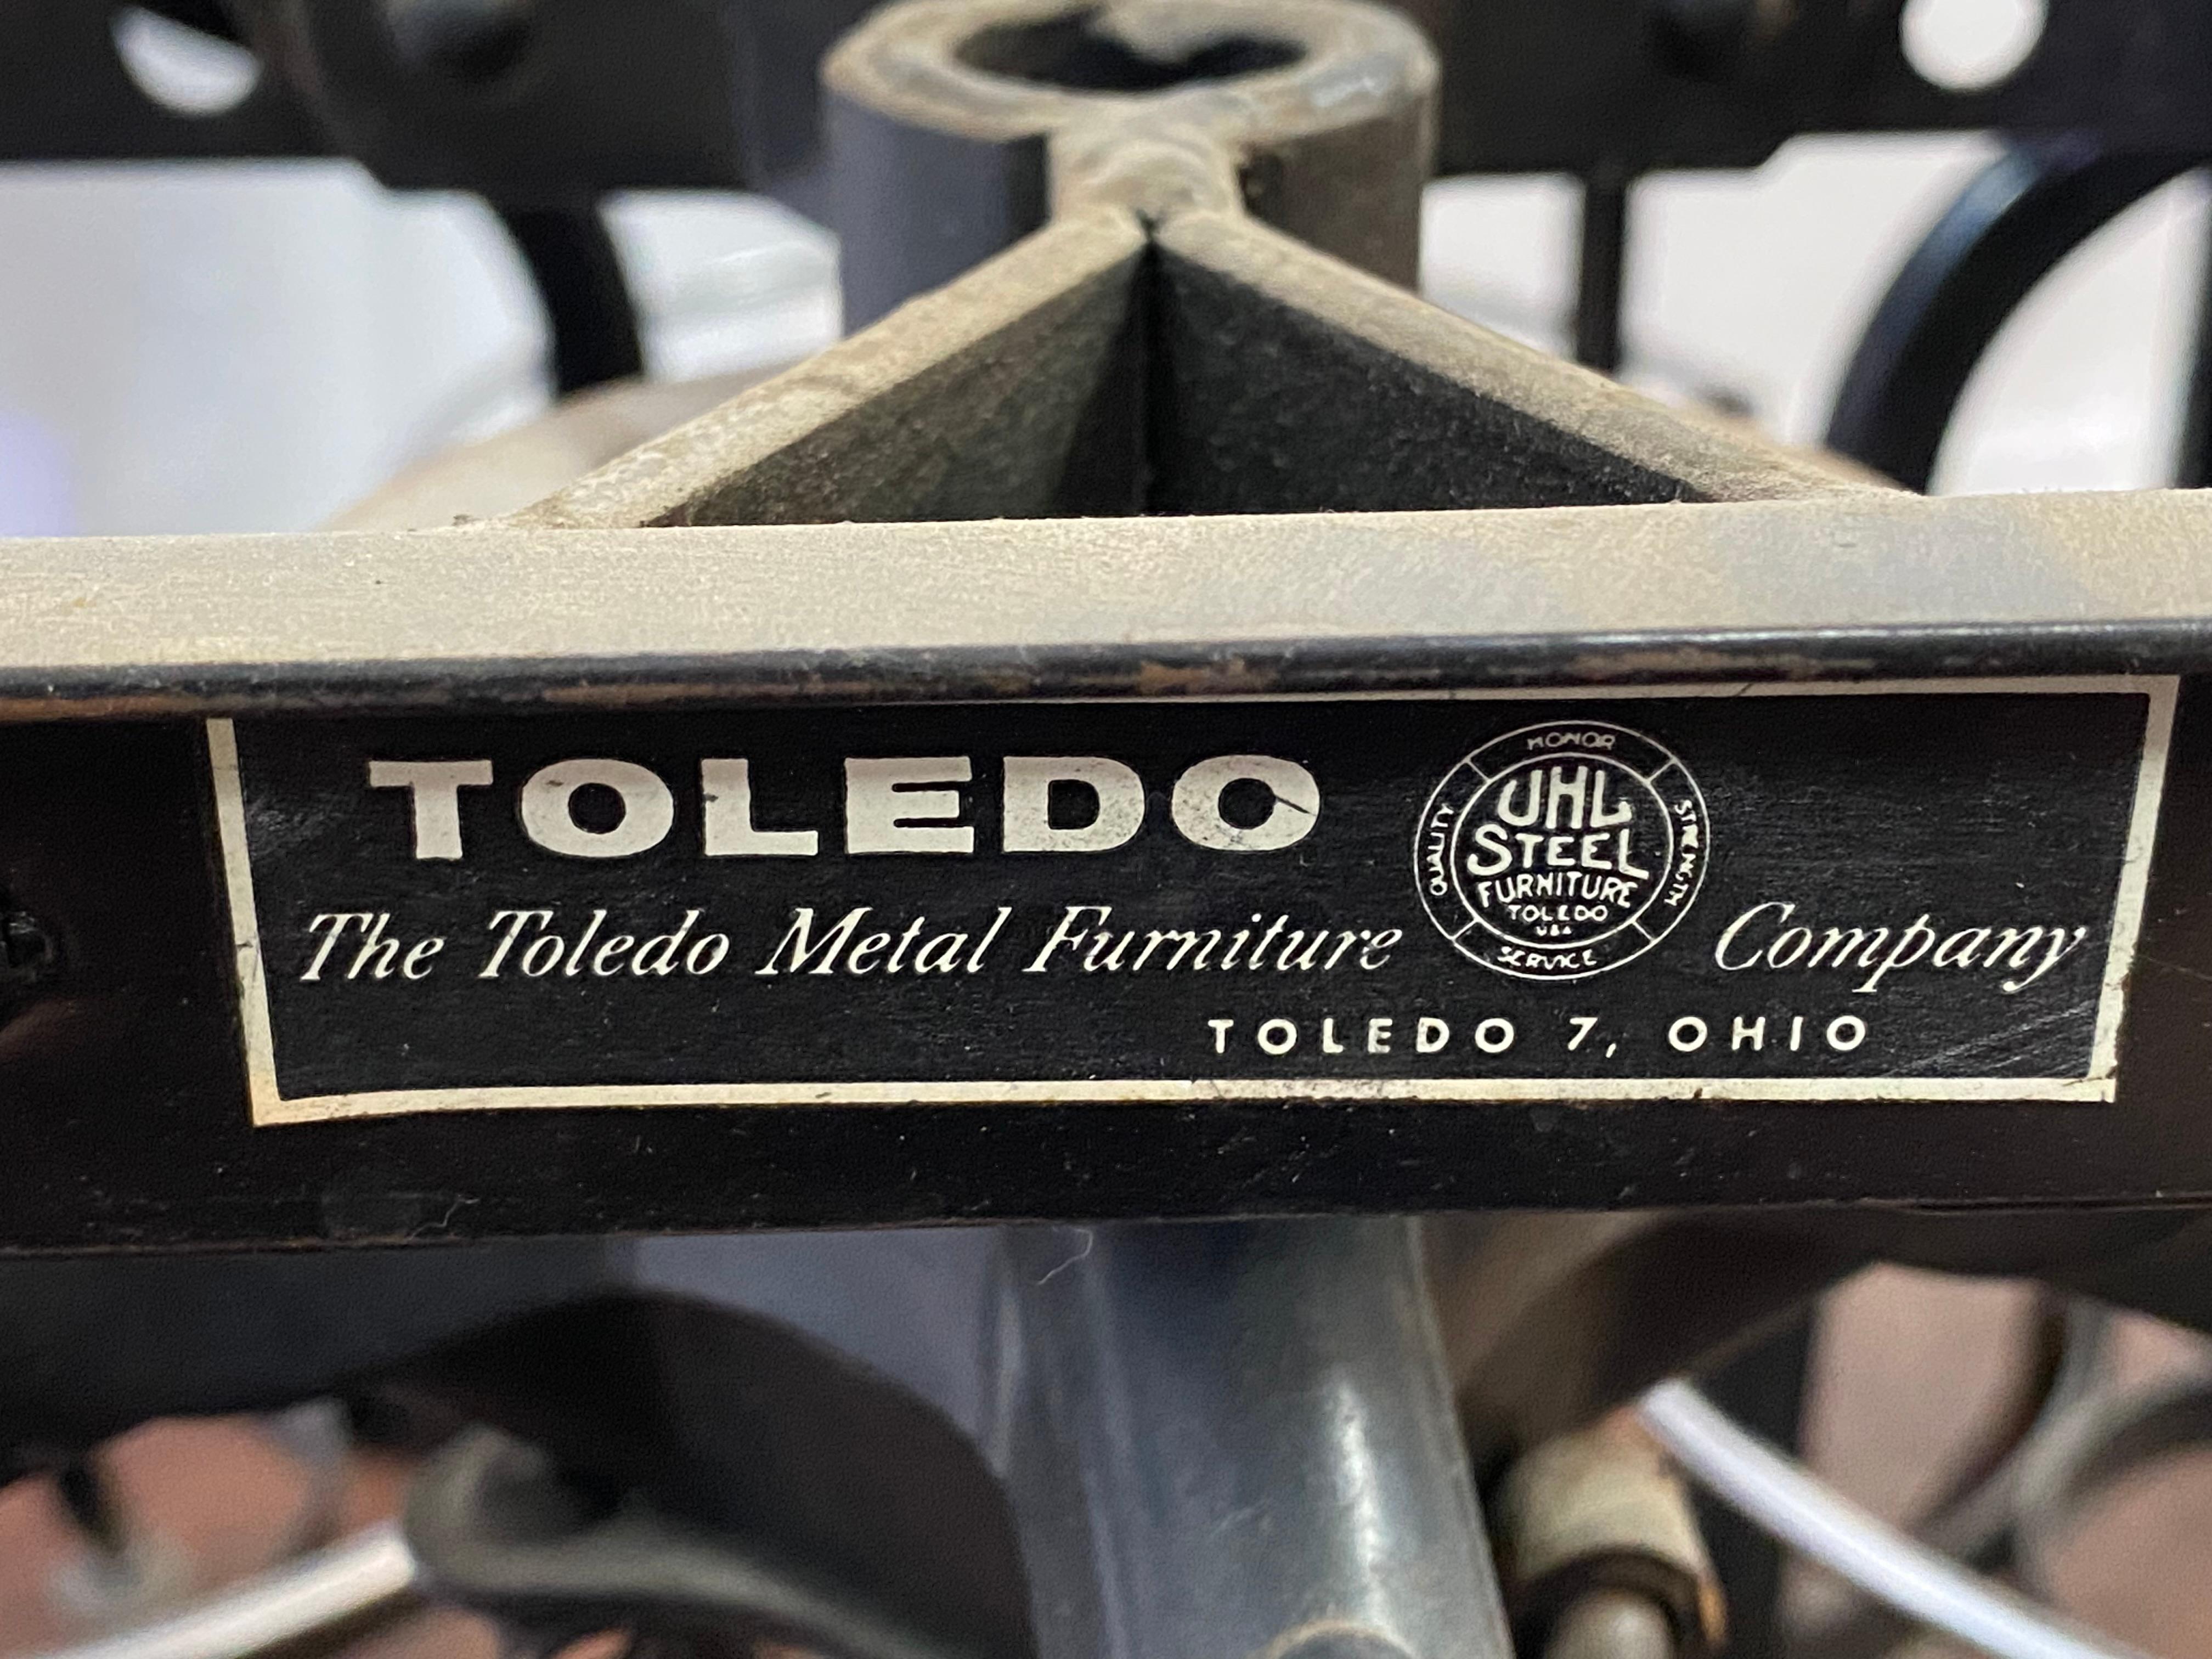 TOLEDO
HONOR
QUALITY
STRENGTH
SERVICE
UHL
STEEL
FURNITURE
TOLEDO
USA
The Toledo Metal Furniture Company
TOLEDO 7, OHIO